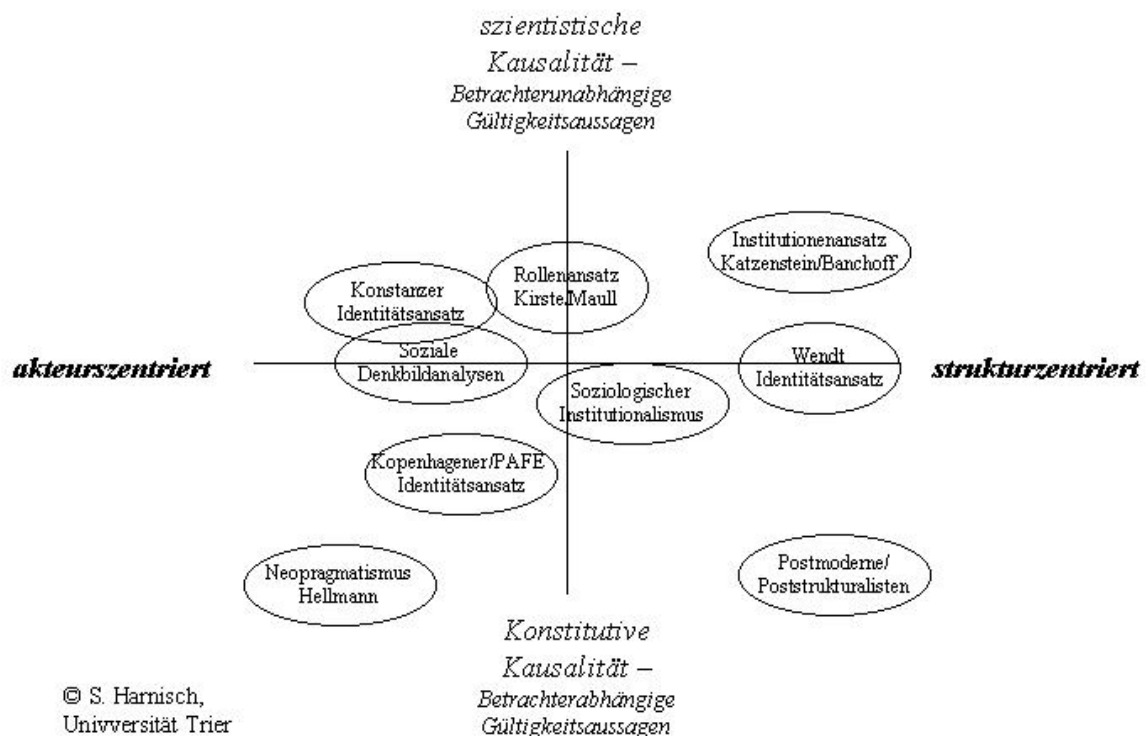 szientistische
Kausalität –
Betrachterunabhängige
Gültigkeitsaussagen
Institutionenansatz
Katzenstein/Banchoff
Rollenansatz
Kirste/Maull
Konstanzer
Identitätsansatz
akteurszentriert
Soziale
Denkbildanalysen
Wendt
Identitätsansatz
strukturzentriert
Soziologischer
Institutionalismus
Kopenhagener/PAFE
Identitätsansatz
Neopragmatismus
Hellmann
Postmoderne/
Poststrukturalisten
Konstitutive
Kausalität –
Betrachterabhängige
Gültigkeitsaussagen
© S. Harnisch,
Univversität Trier